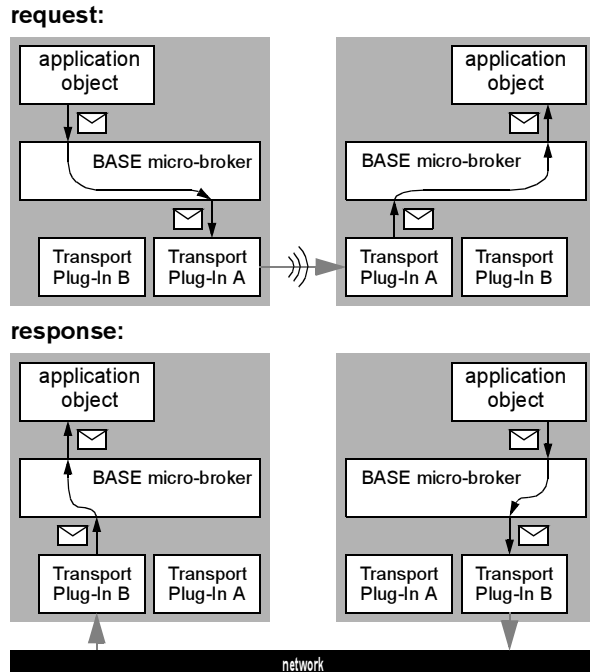 request:
application
object
application
object
BASE micro-broker
BASE micro-broker
Transport
Plug-In B
Transport
Plug-In A
Transport
Plug-In A
Transport
Plug-In B
response:
application
object
application
object
BASE micro-broker
BASE micro-broker
Transport
Plug-In B
Transport
Plug-In A
Transport
Plug-In A
Transport
Plug-In B
network